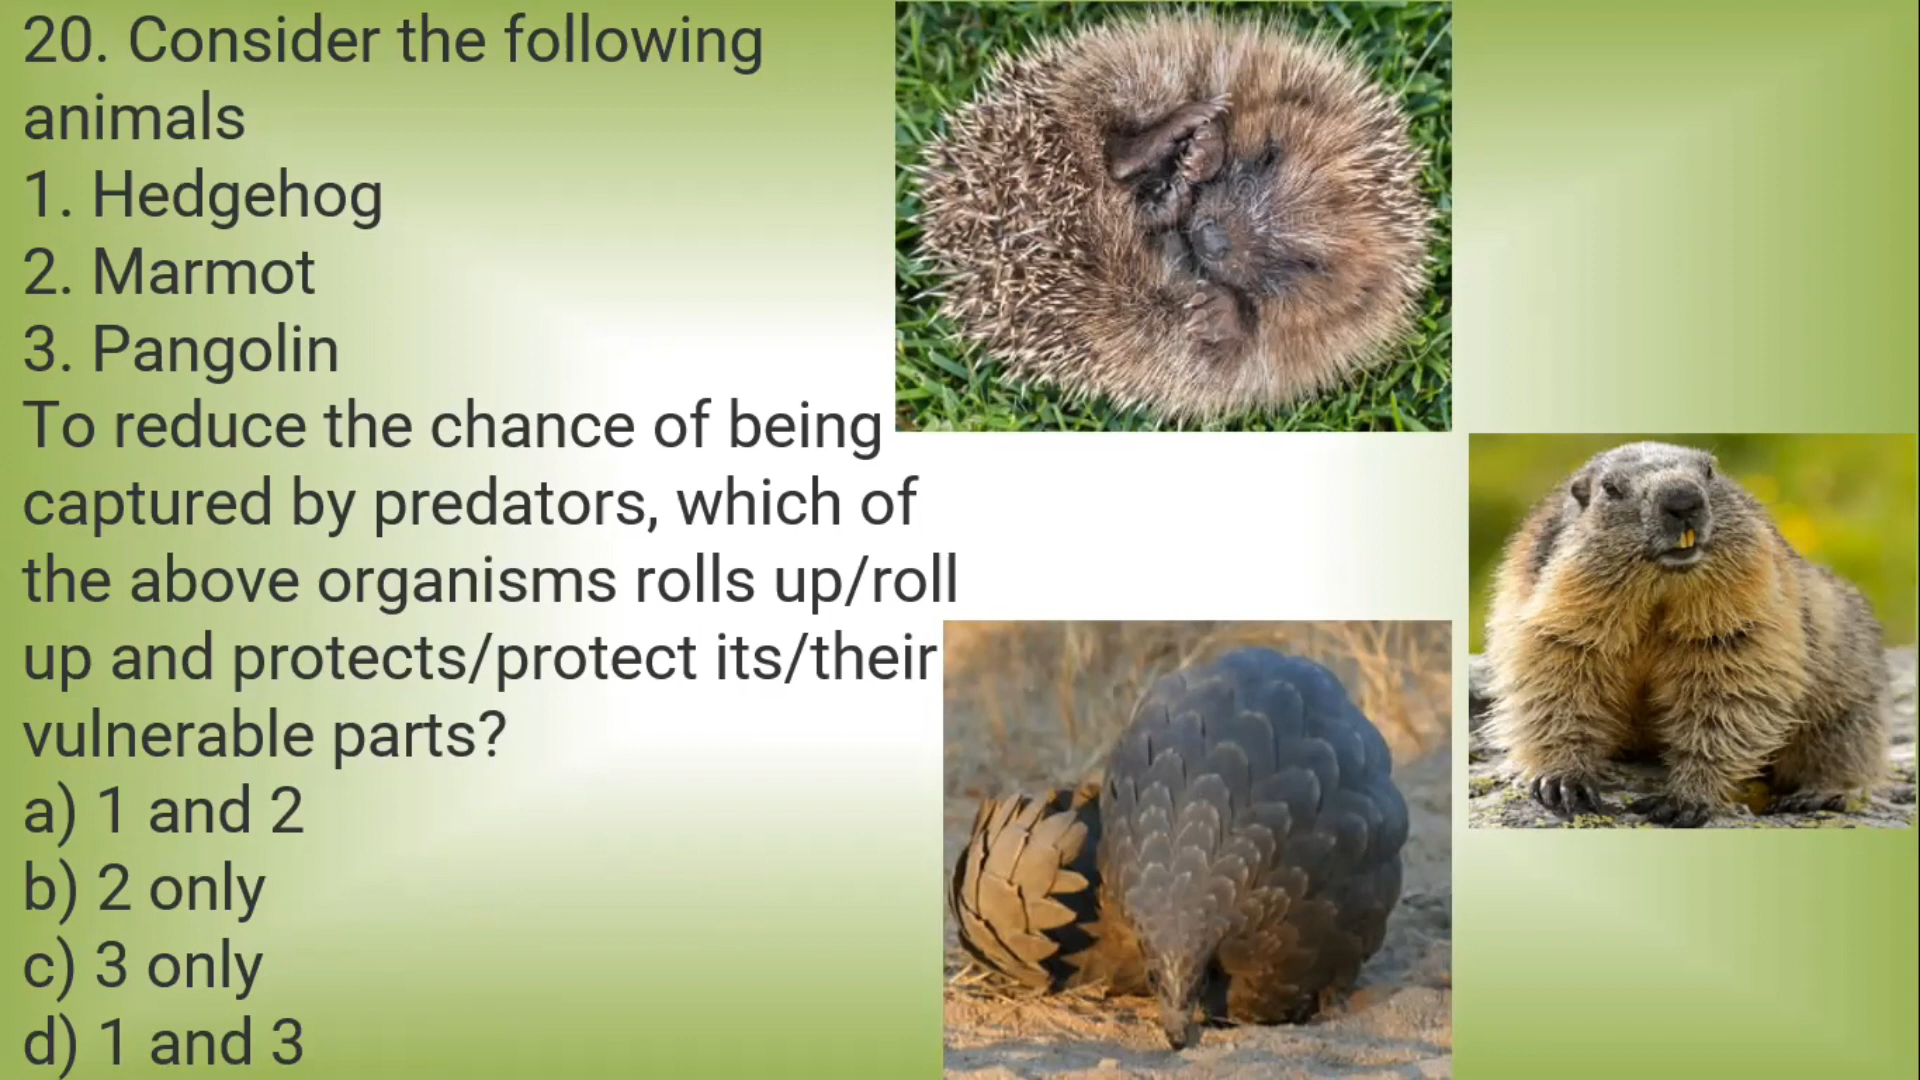 20. Consider the following
animals
1. Hedgehog
2. Marmot
3. Pangolin
To reduce the chance of being
captured by predators, which of
the above organisms rolls up/roll
up and protects/protect its/their
vulnerable parts?
a) 1 and 2
b) 2 only
c) 3 only
d) 1 and 3